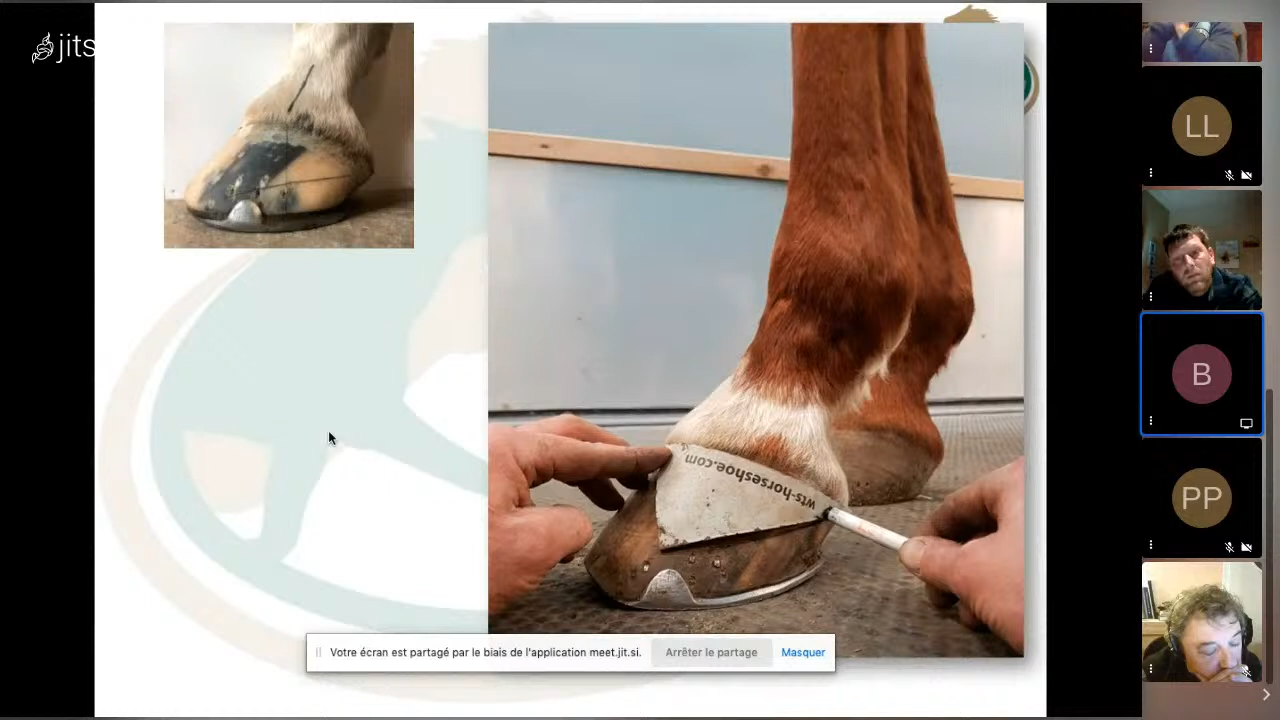 jits
LL
B
PP
wts-horseshoe.com
Votre écran est partagé par le biais de l'application meet.jit.si.
Arrêter le partage
Masquer